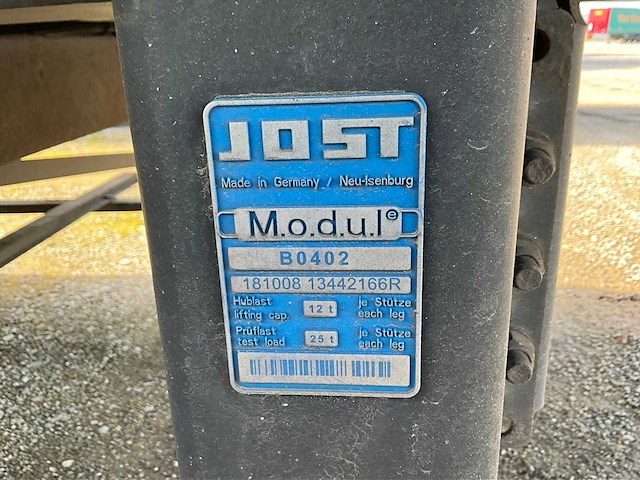 JOST
Made in Germany / Neu-Isenburg
M.o.d.u.l e
B0402
181008 13442166R
Hublast 12 t je Stütze
lifting cap. each leg
Prüflast 25 t je Stütze
test load each leg